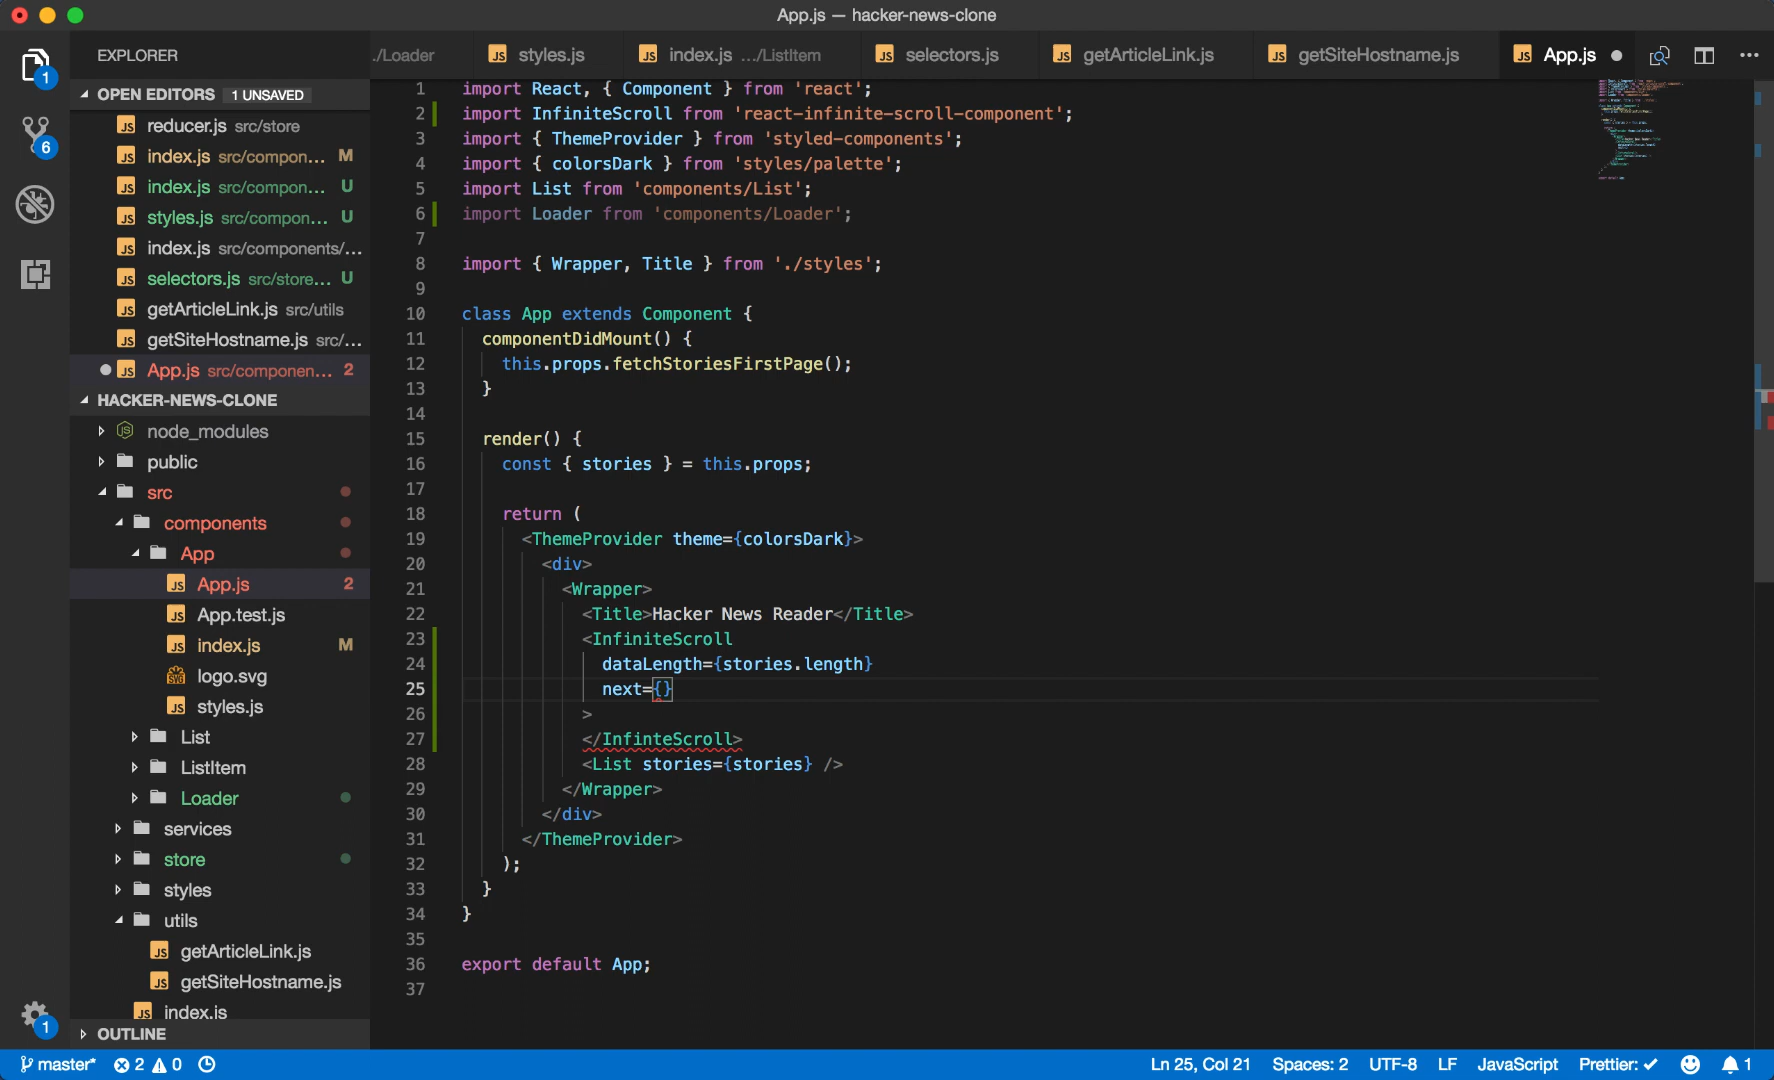 App.js — hacker-news-clone
EXPLORER
./Loader
styles.js
index.js .../ListItem
selectors.js
getArticleLink.js
getSiteHostname.js
App.js
1
OPEN EDITORS 1 UNSAVED
reducer.js src/store
index.js src/compon... M
index.js src/compon... U
styles.js src/compon... U
index.js src/components/...
selectors.js src/store... U
getArticleLink.js src/utils
getSiteHostname.js src/...
App.js src/componen... 2
6
HACKER-NEWS-CLONE
node_modules
public
src
components
App
App.js 2
App.test.js
index.js M
logo.svg
styles.js
List
ListItem
Loader
services
store
styles
utils
getArticleLink.js
getSiteHostname.js
index.js
1
OUTLINE
1 import React, { Component } from 'react';
2 import InfiniteScroll from 'react-infinite-scroll-component';
3 import { ThemeProvider } from 'styled-components';
4 import { colorsDark } from 'styles/palette';
5 import List from 'components/List';
6 import Loader from 'components/Loader';
7
8 import { Wrapper, Title } from './styles';
9
10 class App extends Component {
11 componentDidMount() {
12 this.props.fetchStoriesFirstPage();
13 }
14
15 render() {
16 const { stories } = this.props;
17
18 return (
19 <ThemeProvider theme={colorsDark}>
20 <div>
21 <Wrapper>
22 <Title>Hacker News Reader</Title>
23 <InfiniteScroll
24 dataLength={stories.length}
25 next={}
26 >
27 </InfinteScroll>
28 <List stories={stories} />
29 </Wrapper>
30 </div>
31 </ThemeProvider>
32 );
33 }
34 }
35
36 export default App;
37
master* 2 0 Ln 25, Col 21 Spaces: 2 UTF-8 LF JavaScript Prettier: ✓ 1